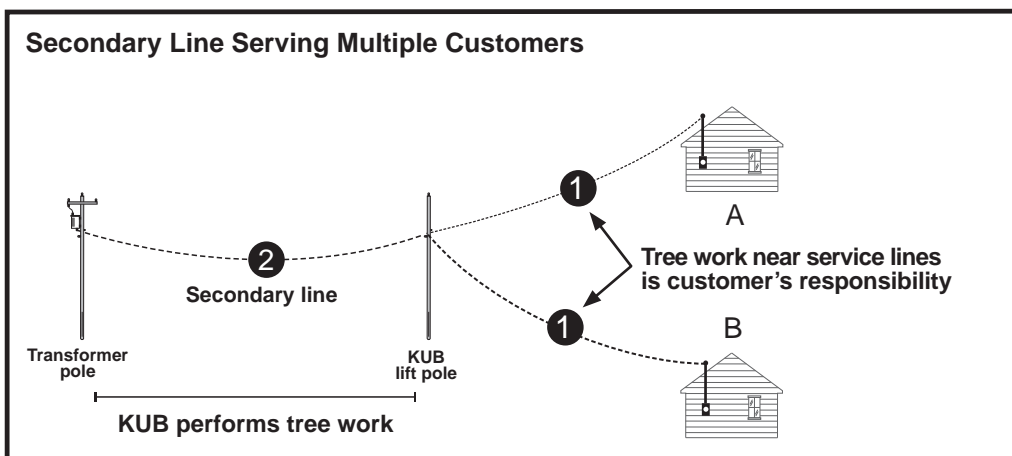 Secondary Line Serving Multiple Customers
1
A
2
Secondary line
Tree work near service lines
is customer’s responsibility
1
B
Transformer
pole
KUB
lift pole
KUB performs tree work